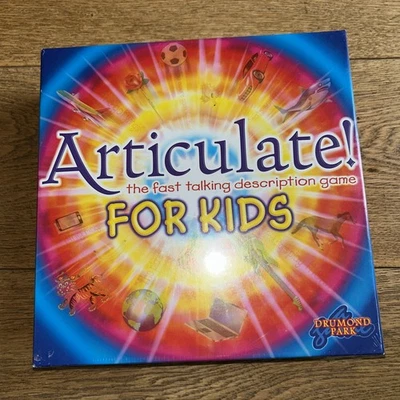 Articulate!
the fast talking description game
FOR KIDS
DRUMOND
PARK